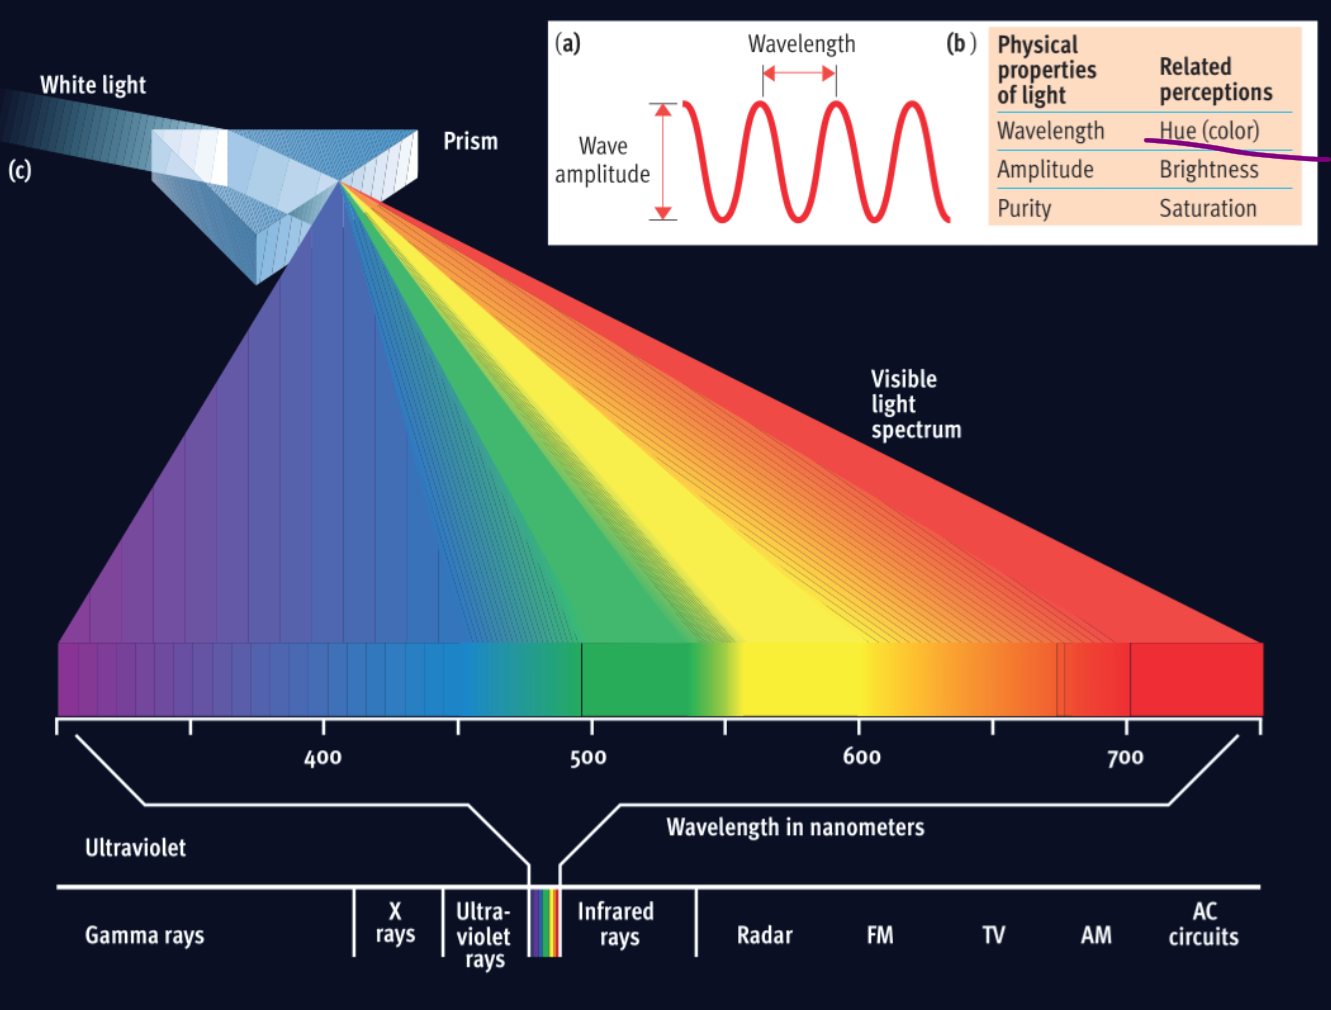 (a)
Wavelength
Wave
amplitude
(b )
Physical
properties
of light
Related
perceptions
Wavelength Hue (color)
Amplitude Brightness
Purity Saturation
White light
Prism
(c)
Visible
light
spectrum
400 500 600 700
Wavelength in nanometers
Ultraviolet
Gamma rays
X
rays
Ultra-
violet
rays
Infrared
rays
Radar
FM
TV
AM
AC
circuits